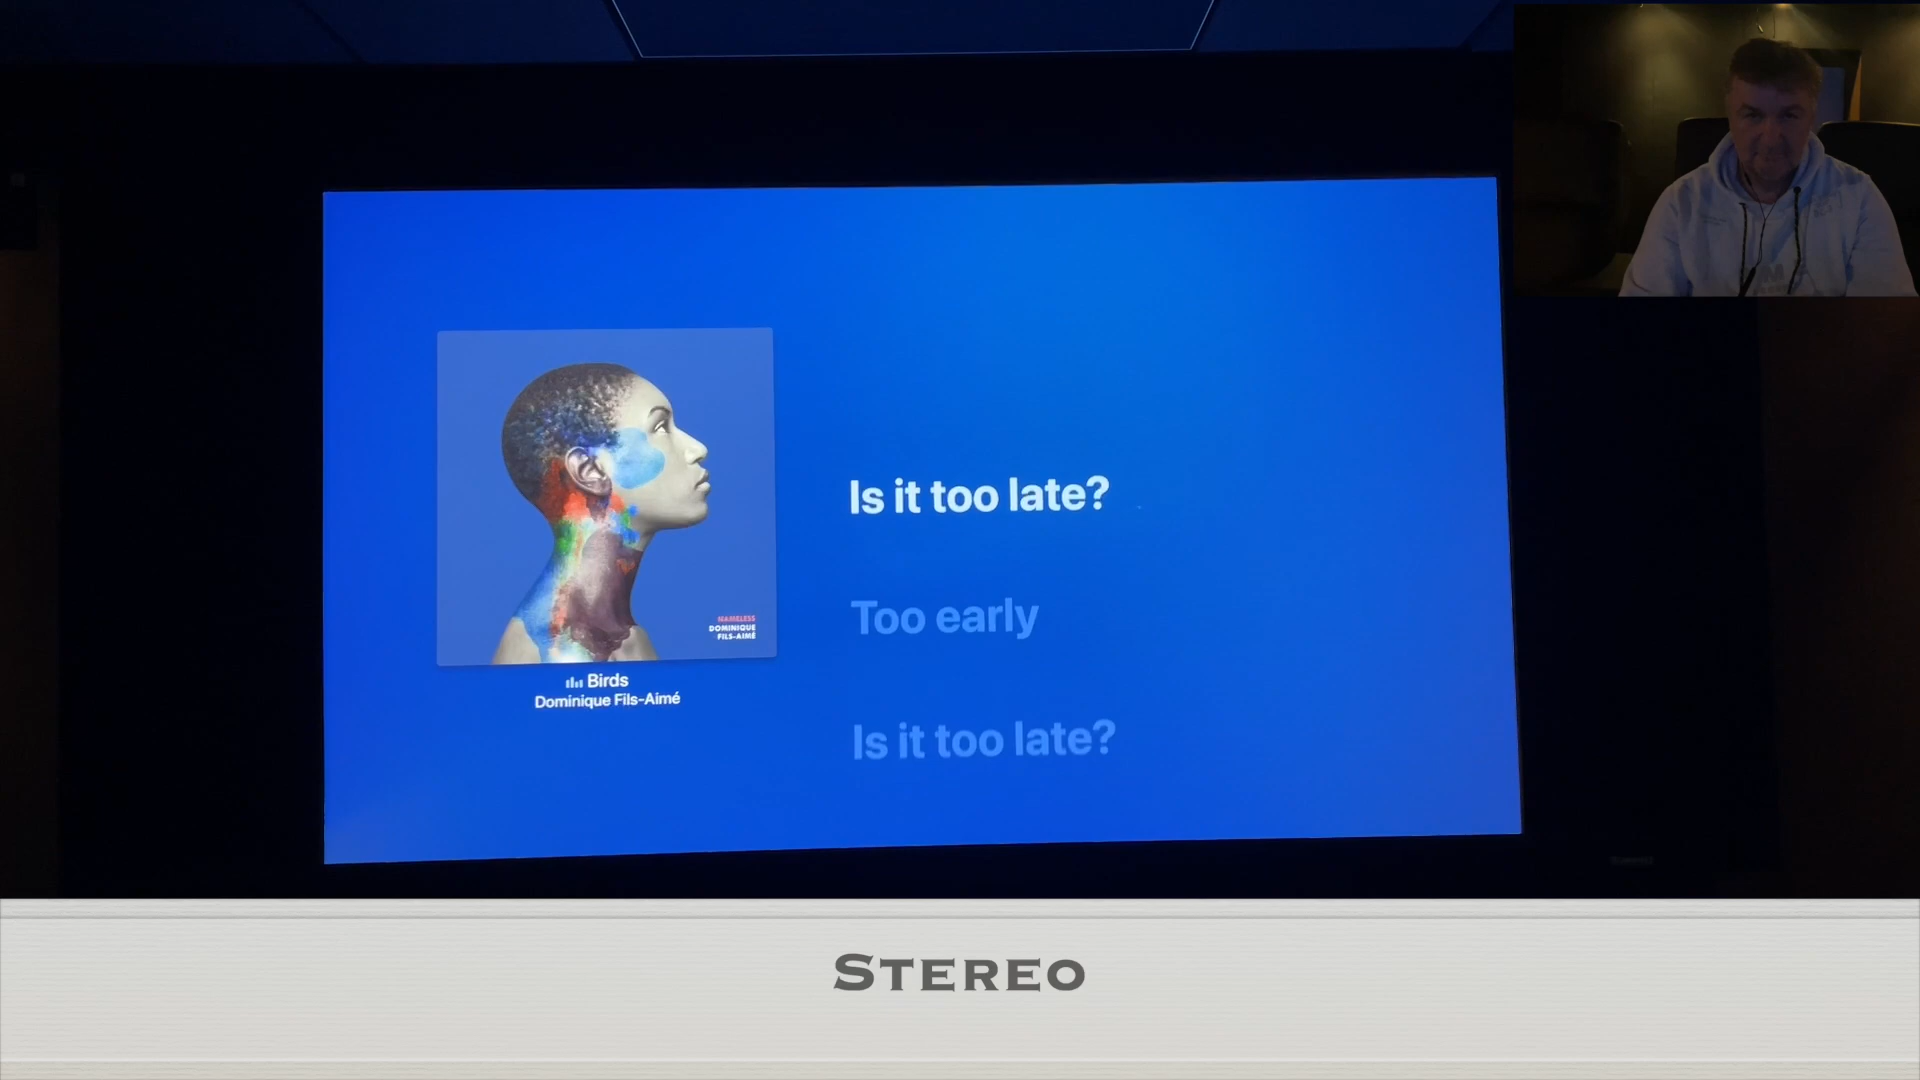 Is it too late?
Too early
Is it too late?
NAMELESS
DOMINIQUE
FILS-AIMÉ
Birds
Dominique Fils-Aimé
STEREO